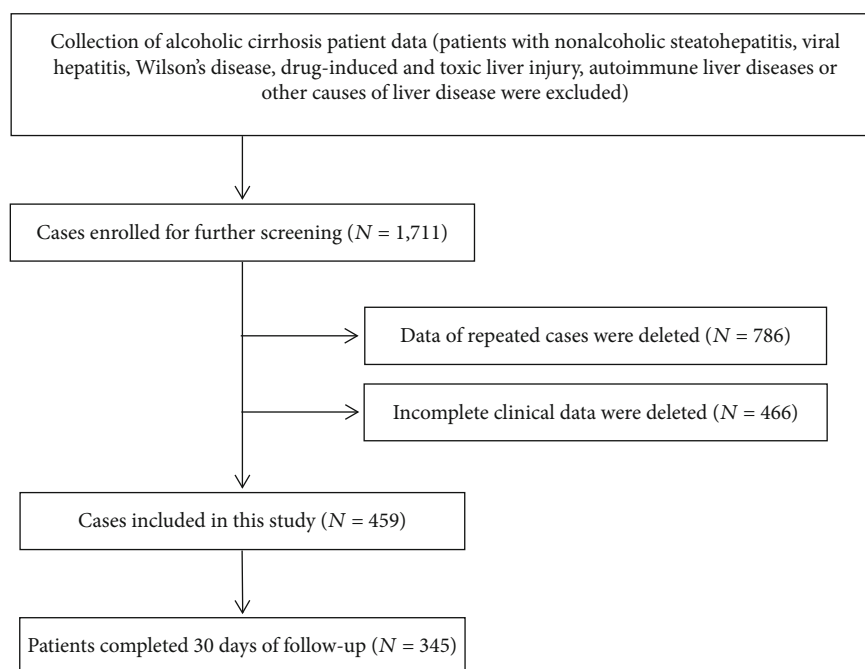 Collection of alcoholic cirrhosis patient data (patients with nonalcoholic steatohepatitis, viral
hepatitis, Wilson's disease, drug-induced and toxic liver injury, autoimmune liver diseases or
other causes of liver disease were excluded)
Cases enrolled for further screening (N = 1,711)
Data of repeated cases were deleted (N = 786)
Incomplete clinical data were deleted (N = 466)
Cases included in this study (N = 459)
Patients completed 30 days of follow-up (N = 345)